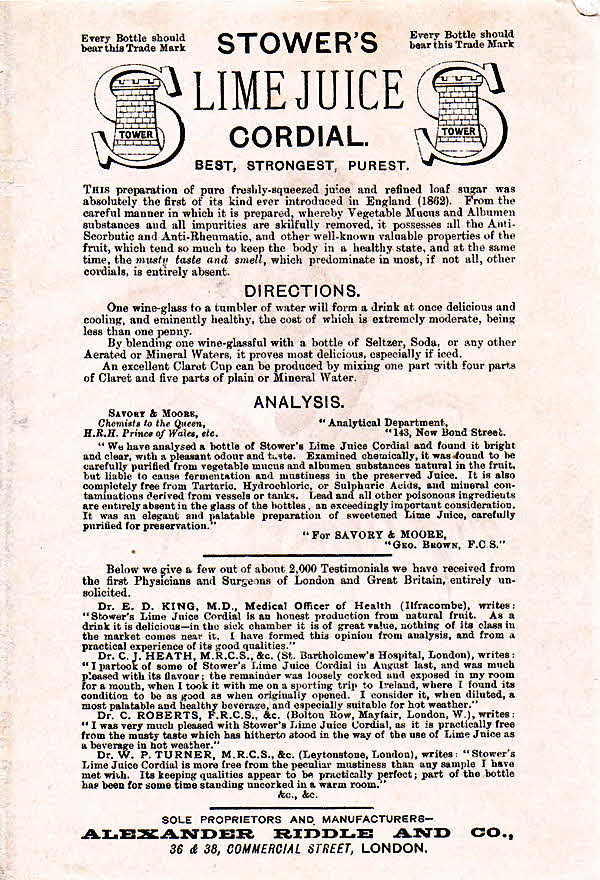 Every Bottle should
bear this Trade Mark
STOWER'S
Every Bottle should
bear this Trade Mark
S TOWER
LIME JUICE
S TOWER
CORDIAL.
BEST, STRONGEST, PUREST.
THIS preparation of pure freshly-squeezed juice and refined loaf sugar was
absolutely the first of its kind ever introduced in England (1862). From the
careful manner in which it is prepared, whereby Vegetable Mucus and Albumen
substances and all impurities are skilfully removed, it possesses all the Anti-
Scorbutic and Anti-Rheumatic, and other well-known valuable properties of the
fruit, which tend so much to keep the body in a healthy state, and at the same
time, the musty taste and smell, which predominate in most, if not all, other
cordials, is entirely absent.
DIRECTIONS.
One wine-glass to a tumbler of water will form a drink at once delicious and
cooling, and eminently healthy, the cost of which is extremely moderate, being
less than one penny.
By blending one wine-glassful with a bottle of Seltzer, Soda, or any other
Aerated or Mineral Waters, it proves most delicious, especially if iced.
An excellent Claret Cup can be produced by mixing one part with four parts
of Claret and five parts of plain or Mineral Water.
ANALYSIS.
SAVORY & MOORE,
Chemists to the Queen,
H.R.H. Prince of Wales, etc.
"Analytical Department,
"143, New Bond Street.
"We have analysed a bottle of Stower's Lime Juice Cordial and found it bright
and clear, with a pleasant odour and taste. Examined chemically, it was found to be
carefully purified from vegetable mucus and albumen substances natural in the fruit,
but liable to cause fermentation and mustiness in the preserved Juice. It is also
completely free from Tartaric, Hydrochloric, or Sulphuric Acids, and mineral con-
taminations derived from vessels or tanks. Lead and all other poisonous ingredients
are entirely absent in the glass of the bottles, an exceedingly important consideration.
It was an elegant and palatable preparation of sweetened Lime Juice, carefully
purified for preservation."
"For SAVORY & MOORE,
"GEO. BROWN, F.C.S."
Below we give a few out of about 2,000 Testimonials we have received from
the first Physicians and Surgeons of London and Great Britain, entirely un-
solicited.
Dr. E. D. KING, M.D., Medical Officer of Health (Ilfracombe), writes:
"Stower's Lime Juice Cordial is an honest production from natural fruit. As a
drink it is delicious—in the sick chamber it is of great value, nothing of its class in
the market comes near it. I have formed this opinion from analysis, and from a
practical experience of its good qualities."
Dr. C. J. HEATH, M.R.C.S., &c. (St. Bartholomew's Hospital, London), writes:
"I partook of some of Stower's Lime Juice Cordial in August last, and was much
pleased with its flavour; the remainder was loosely corked and exposed in my room
for a month, when I took it with me on a sporting trip to Ireland, where I found its
condition to be as good as when originally opened. I consider it, when diluted, a
most palatable and healthy beverage, and especially suitable for hot weather."
Dr. C. ROBERTS, F.R.C.S., &c. (Bolton Row, Mayfair, London, W.), writes:
"I was very much pleased with Stower's Lime Juice Cordial, as it is practically free
from the musty taste which has hitherto stood in the way of the use of Lime Juice as
a beverage in hot weather."
Dr. W. P. TURNER, M.R.C.S., &c. (Leytonstone, London), writes: "Stower's
Lime Juice Cordial is more free from the peculiar mustiness than any sample I have
met with. Its keeping qualities appear to be practically perfect; part of the bottle
has been for some time standing uncorked in a warm room."
&c., &c.
SOLE PROPRIETORS AND MANUFACTURERS—
ALEXANDER RIDDLE AND CO.,
36 & 38, COMMERCIAL STREET, LONDON.